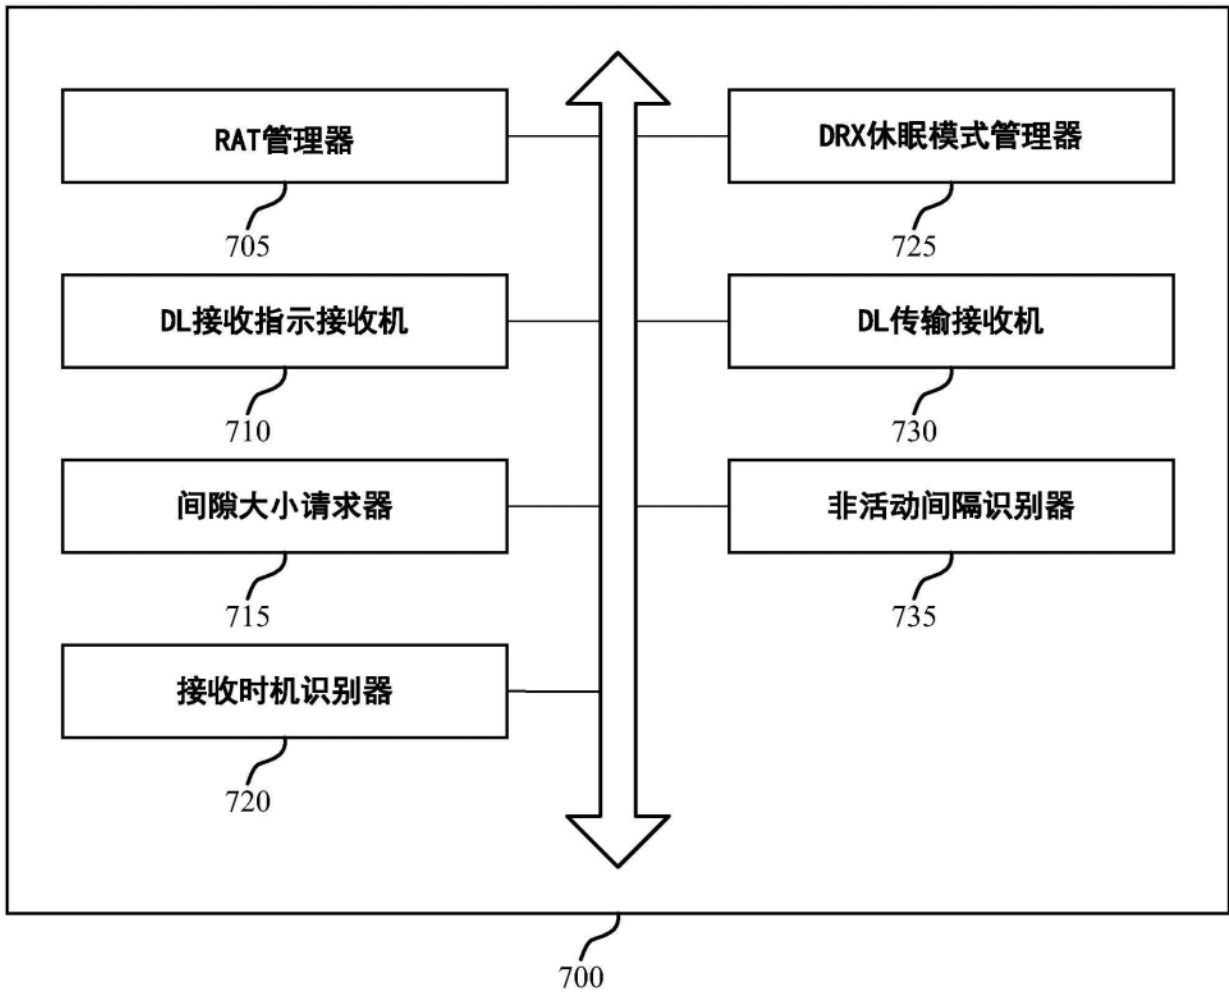 RAT管理器
705
DL接收指示接收机
710
间隙大小请求器
715
接收时机识别器
720
DRX休眠模式管理器
725
DL传输接收机
730
非活动间隔识别器
735
700